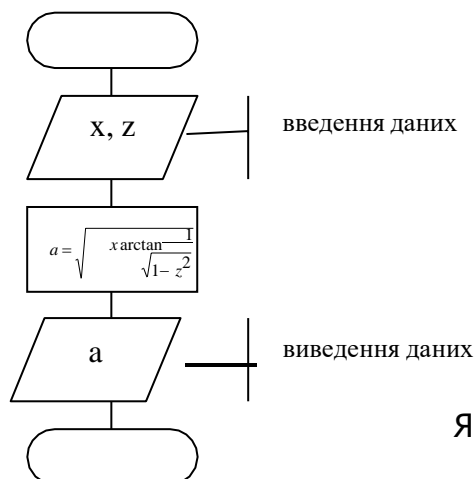 x, z
введення даних
a = √(x arctan 1/√(1– z²))
a
виведення даних
Я